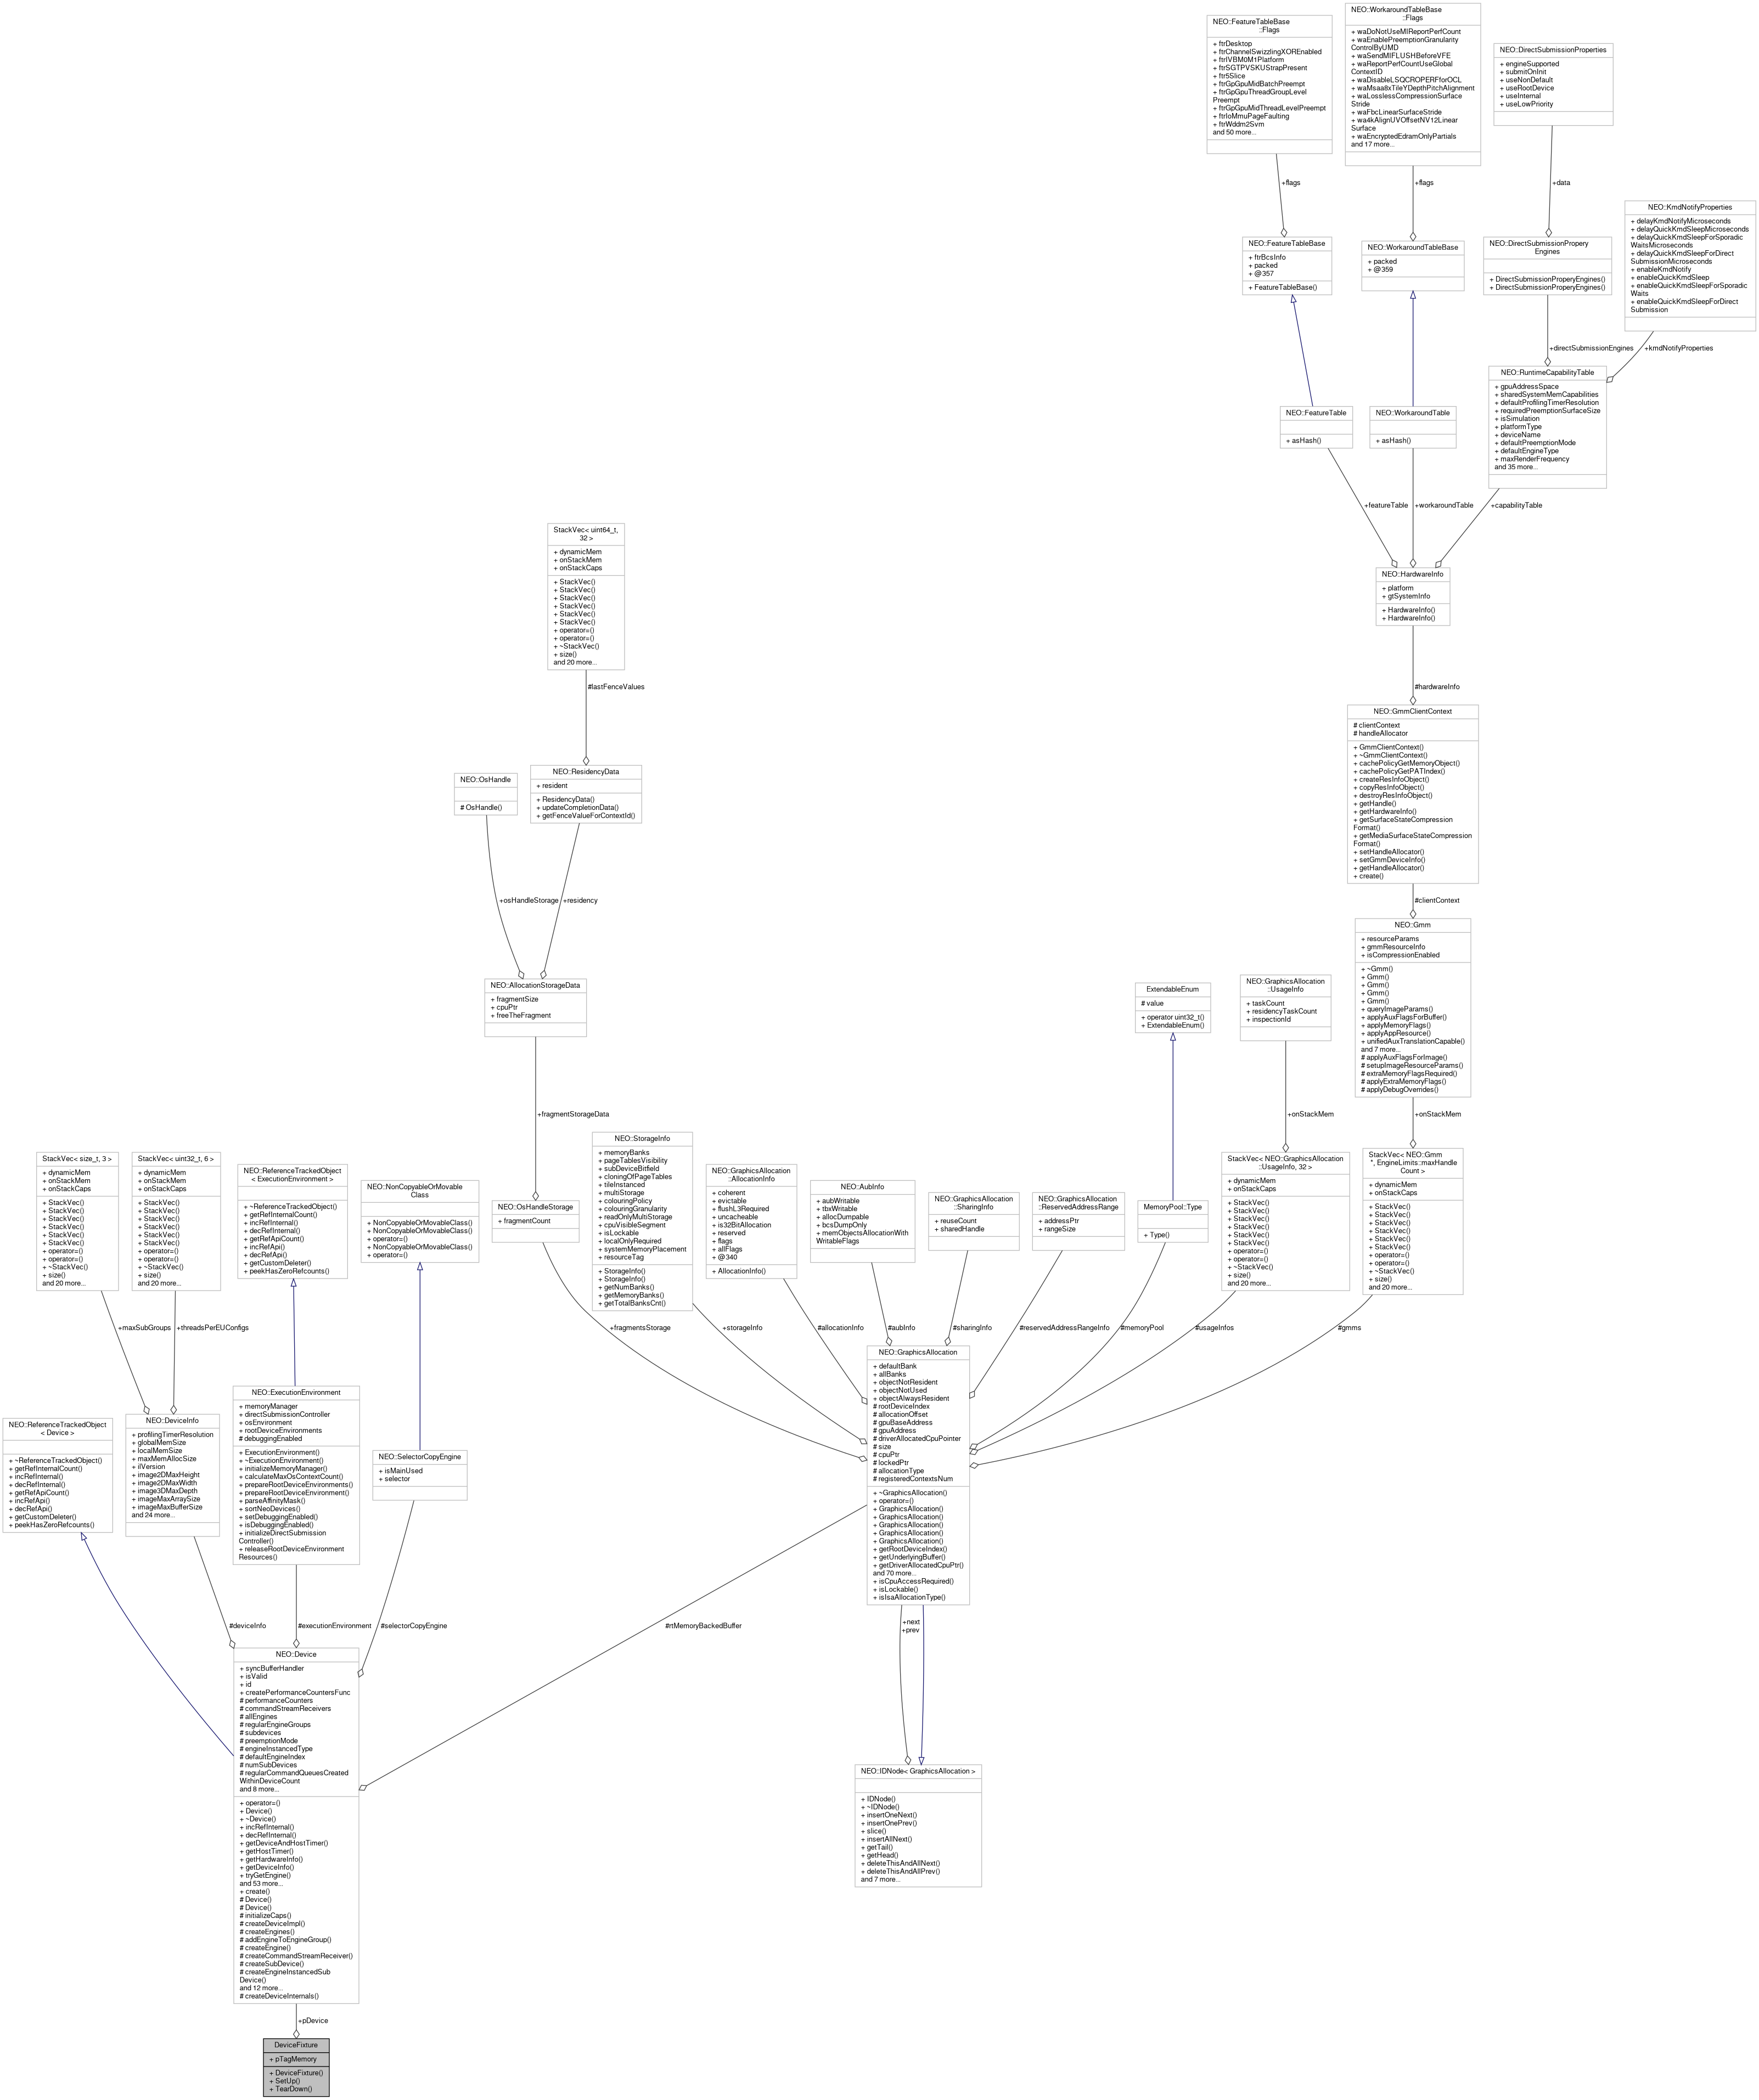 NEO::FeatureTableBase
::Flags
+ ftrDesktop
+ ftrChannelSwizzlingXOREnabled
+ ftrIVBM0M1Platform
+ ftrSGTPVSKUStrapPresent
+ ftr5Slice
+ ftrGpGpuMidBatchPreempt
+ ftrGpGpuThreadGroupLevel
Preempt
+ ftrGpGpuMidThreadLevelPreempt
+ ftrIoMmuPageFaulting
+ ftrWddm2Svm
and 50 more...
NEO::WorkaroundTableBase
::Flags
+ waDoNotUseMIReportPerfCount
+ waEnablePreemptionGranularity
ControlByUMD
+ waSendMIFLUSHBeforeVFE
+ waReportPerfCountUseGlobal
ContextID
+ waDisableLSQCROPERFforOCL
+ waMsaa8xTileYDepthPitchAlignment
+ waLosslessCompressionSurface
Stride
+ waFbcLinearSurfaceStride
+ wa4kAlignUVOffsetNV12Linear
Surface
+ waEncryptedEdramOnlyPartials
and 17 more...
NEO::DirectSubmissionProperties
+ engineSupported
+ submitOnInit
+ useNonDefault
+ useRootDevice
+ useInternal
+ useLowPriority
+flags
+flags
+data
NEO::KmdNotifyProperties
+ delayKmdNotifyMicroseconds
+ delayQuickKmdSleepMicroseconds
+ delayQuickKmdSleepForSporadic
WaitsMicroseconds
+ delayQuickKmdSleepForDirect
SubmissionMicroseconds
+ enableKmdNotify
+ enableQuickKmdSleep
+ enableQuickKmdSleepForSporadic
Waits
+ enableQuickKmdSleepForDirect
Submission
NEO::FeatureTableBase
+ ftrBcsInfo
+ packed
+ @357
+ FeatureTableBase()
NEO::WorkaroundTableBase
+ packed
+ @359
NEO::DirectSubmissionPropery
Engines
+ DirectSubmissionProperyEngines()
+ DirectSubmissionProperyEngines()
+directSubmissionEngines
+kmdNotifyProperties
NEO::RuntimeCapabilityTable
+ gpuAddressSpace
+ sharedSystemMemCapabilities
+ defaultProfilingTimerResolution
+ requiredPreemptionSurfaceSize
+ isSimulation
+ platformType
+ deviceName
+ defaultPreemptionMode
+ defaultEngineType
+ maxRenderFrequency
and 35 more...
NEO::FeatureTable
+ asHash()
NEO::WorkaroundTable
+ asHash()
+featureTable
+workaroundTable
+capabilityTable
NEO::HardwareInfo
+ platform
+ gtSystemInfo
+ HardwareInfo()
+ HardwareInfo()
StackVec< uint64_t,
32 >
+ dynamicMem
+ onStackMem
+ onStackCaps
+ StackVec()
+ StackVec()
+ StackVec()
+ StackVec()
+ StackVec()
+ StackVec()
+ operator=()
+ operator=()
+ ~StackVec()
+ size()
and 20 more...
#lastFenceValues
#hardwareInfo
NEO::GmmClientContext
# clientContext
# handleAllocator
+ GmmClientContext()
+ ~GmmClientContext()
+ cachePolicyGetMemoryObject()
+ cachePolicyGetPATIndex()
+ createResInfoObject()
+ copyResInfoObject()
+ destroyResInfoObject()
+ getHandle()
+ getHardwareInfo()
+ getSurfaceStateCompression
Format()
+ getMediaSurfaceStateCompression
Format()
+ setHandleAllocator()
+ setGmmDeviceInfo()
+ getHandleAllocator()
+ create()
NEO::OsHandle
# OsHandle()
NEO::ResidencyData
+ resident
+ ResidencyData()
+ updateCompletionData()
+ getFenceValueForContextId()
+osHandleStorage
+residency
#clientContext
NEO::Gmm
+ resourceParams
+ gmmResourceInfo
+ isCompressionEnabled
+ ~Gmm()
+ Gmm()
+ Gmm()
+ Gmm()
+ Gmm()
+ queryImageParams()
+ applyAuxFlagsForBuffer()
+ applyMemoryFlags()
+ applyAppResource()
+ unifiedAuxTranslationCapable()
and 7 more...
# applyAuxFlagsForImage()
# setupImageResourceParams()
# extraMemoryFlagsRequired()
# applyExtraMemoryFlags()
# applyDebugOverrides()
NEO::AllocationStorageData
+ fragmentSize
+ cpuPtr
+ freeTheFragment
ExtendableEnum
# value
+ operator uint32_t()
+ ExtendableEnum()
NEO::GraphicsAllocation
::UsageInfo
+ taskCount
+ residencyTaskCount
+ inspectionId
+fragmentStorageData
+onStackMem
+onStackMem
StackVec< size_t, 3 >
+ dynamicMem
+ onStackMem
+ onStackCaps
+ StackVec()
+ StackVec()
+ StackVec()
+ StackVec()
+ StackVec()
+ StackVec()
+ operator=()
+ operator=()
+ ~StackVec()
+ size()
and 20 more...
StackVec< uint32_t, 6 >
+ dynamicMem
+ onStackMem
+ onStackCaps
+ StackVec()
+ StackVec()
+ StackVec()
+ StackVec()
+ StackVec()
+ StackVec()
+ operator=()
+ operator=()
+ ~StackVec()
+ size()
and 20 more...
NEO::ReferenceTrackedObject
< ExecutionEnvironment >
+ ~ReferenceTrackedObject()
+ getRefInternalCount()
+ incRefInternal()
+ decRefInternal()
+ getRefApiCount()
+ incRefApi()
+ decRefApi()
+ getCustomDeleter()
+ peekHasZeroRefcounts()
NEO::NonCopyableOrMovable
Class
+ NonCopyableOrMovableClass()
+ NonCopyableOrMovableClass()
+ operator=()
+ NonCopyableOrMovableClass()
+ operator=()
NEO::OsHandleStorage
+ fragmentCount
NEO::StorageInfo
+ memoryBanks
+ pageTablesVisibility
+ subDeviceBitfield
+ cloningOfPageTables
+ tileInstanced
+ multiStorage
+ colouringPolicy
+ colouringGranularity
+ readOnlyMultiStorage
+ cpuVisibleSegment
+ isLockable
+ localOnlyRequired
+ systemMemoryPlacement
+ resourceTag
+ StorageInfo()
+ StorageInfo()
+ getNumBanks()
+ getMemoryBanks()
+ getTotalBanksCnt()
NEO::GraphicsAllocation
::AllocationInfo
+ coherent
+ evictable
+ flushL3Required
+ uncacheable
+ is32BitAllocation
+ reserved
+ flags
+ allFlags
+ @340
+ AllocationInfo()
NEO::AubInfo
+ aubWritable
+ tbxWritable
+ allocDumpable
+ bcsDumpOnly
+ memObjectsAllocationWith
WritableFlags
NEO::GraphicsAllocation
::SharingInfo
+ reuseCount
+ sharedHandle
NEO::GraphicsAllocation
::ReservedAddressRange
+ addressPtr
+ rangeSize
MemoryPool::Type
+ Type()
StackVec< NEO::GraphicsAllocation
::UsageInfo, 32 >
+ dynamicMem
+ onStackCaps
+ StackVec()
+ StackVec()
+ StackVec()
+ StackVec()
+ StackVec()
+ StackVec()
+ operator=()
+ operator=()
+ ~StackVec()
+ size()
and 20 more...
StackVec< NEO::Gmm
*, EngineLimits::maxHandle
Count >
+ dynamicMem
+ onStackCaps
+ StackVec()
+ StackVec()
+ StackVec()
+ StackVec()
+ StackVec()
+ StackVec()
+ operator=()
+ operator=()
+ ~StackVec()
+ size()
and 20 more...
+maxSubGroups
+threadsPerEUConfigs
+fragmentsStorage
+storageInfo
#allocationInfo
#aubInfo
#sharingInfo
#reservedAddressRangeInfo
#memoryPool
#usageInfos
#gmms
NEO::ReferenceTrackedObject
< Device >
+ ~ReferenceTrackedObject()
+ getRefInternalCount()
+ incRefInternal()
+ decRefInternal()
+ getRefApiCount()
+ incRefApi()
+ decRefApi()
+ getCustomDeleter()
+ peekHasZeroRefcounts()
NEO::DeviceInfo
+ profilingTimerResolution
+ globalMemSize
+ localMemSize
+ maxMemAllocSize
+ ilVersion
+ image2DMaxHeight
+ image2DMaxWidth
+ image3DMaxDepth
+ imageMaxArraySize
+ imageMaxBufferSize
and 24 more...
NEO::ExecutionEnvironment
+ memoryManager
+ directSubmissionController
+ osEnvironment
+ rootDeviceEnvironments
# debuggingEnabled
+ ExecutionEnvironment()
+ ~ExecutionEnvironment()
+ initializeMemoryManager()
+ calculateMaxOsContextCount()
+ prepareRootDeviceEnvironments()
+ prepareRootDeviceEnvironment()
+ parseAffinityMask()
+ sortNeoDevices()
+ setDebuggingEnabled()
+ isDebuggingEnabled()
+ initializeDirectSubmission
Controller()
+ releaseRootDeviceEnvironment
Resources()
NEO::SelectorCopyEngine
+ isMainUsed
+ selector
NEO::GraphicsAllocation
+ defaultBank
+ allBanks
+ objectNotResident
+ objectNotUsed
+ objectAlwaysResident
# rootDeviceIndex
# allocationOffset
# gpuBaseAddress
# gpuAddress
# driverAllocatedCpuPointer
# size
# cpuPtr
# lockedPtr
# allocationType
# registeredContextsNum
+ ~GraphicsAllocation()
+ operator=()
+ GraphicsAllocation()
+ GraphicsAllocation()
+ GraphicsAllocation()
+ GraphicsAllocation()
+ GraphicsAllocation()
+ getRootDeviceIndex()
+ getUnderlyingBuffer()
+ getDriverAllocatedCpuPtr()
and 70 more...
+ isCpuAccessRequired()
+ isLockable()
+ isIsaAllocationType()
#deviceInfo
#executionEnvironment
#selectorCopyEngine
#rtMemoryBackedBuffer
+next
+prev
NEO::Device
+ syncBufferHandler
+ isValid
+ id
+ createPerformanceCountersFunc
# performanceCounters
# commandStreamReceivers
# allEngines
# regularEngineGroups
# subdevices
# preemptionMode
# engineInstancedType
# defaultEngineIndex
# numSubDevices
# regularCommandQueuesCreated
WithinDeviceCount
and 8 more...
+ operator=()
+ Device()
+ ~Device()
+ incRefInternal()
+ decRefInternal()
+ getDeviceAndHostTimer()
+ getHostTimer()
+ getHardwareInfo()
+ getDeviceInfo()
+ tryGetEngine()
and 53 more...
+ create()
# Device()
# Device()
# initializeCaps()
# createDeviceImpl()
# createEngines()
# addEngineToEngineGroup()
# createEngine()
# createCommandStreamReceiver()
# createSubDevice()
# createEngineInstancedSub
Device()
and 12 more...
# createDeviceInternals()
NEO::IDNode< GraphicsAllocation >
+ IDNode()
+ ~IDNode()
+ insertOneNext()
+ insertOnePrev()
+ slice()
+ insertAllNext()
+ getTail()
+ getHead()
+ deleteThisAndAllNext()
+ deleteThisAndAllPrev()
and 7 more...
+pDevice
DeviceFixture
+ pTagMemory
+ DeviceFixture()
+ SetUp()
+ TearDown()